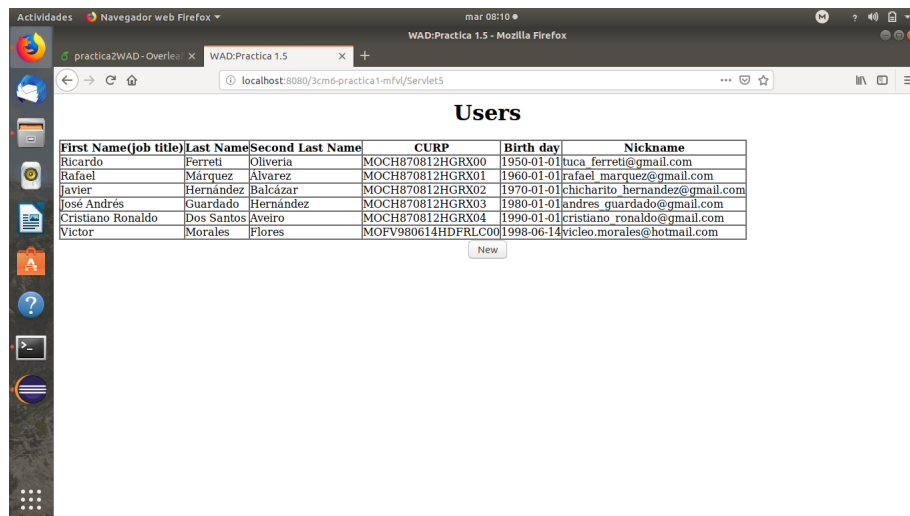 Actividades Navegador web Firefox mar 08:10
WAD:Practica 1.5 - Mozilla Firefox
practica2WAD - Overlea WAD:Practica 1.5
localhost:8080/3cm6-practica1-mfvl/Servlet5
Users
First Name(job title) Last Name Second Last Name CURP Birth day Nickname
Ricardo Ferreti Oliveria MOCH870812HGRX00 1950-01-01 tuca_ferreti@gmail.com
Rafael Márquez Álvarez MOCH870812HGRX01 1960-01-01 rafael_marquez@gmail.com
Javier Hernández Balcázar MOCH870812HGRX02 1970-01-01 chicharito_hernandez@gmail.com
José Andrés Guardado Hernández MOCH870812HGRX03 1980-01-01 andres_guardado@gmail.com
Cristiano Ronaldo Dos Santos Aveiro MOCH870812HGRX04 1990-01-01 cristiano_ronaldo@gmail.com
Victor Morales Flores MOFV980614HDFRLC00 1998-06-14 vicleo.morales@hotmail.com
New